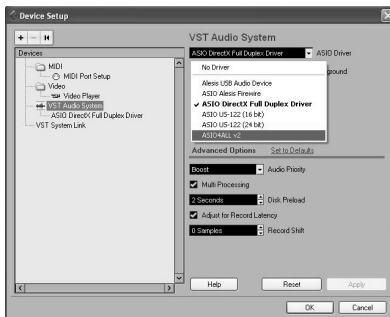 Device Setup
VST Audio System
Devices
MIDI
MIDI Port Setup
Video
Video Player
VST Audio System
ASIO DirectX Full Duplex Driver
VST System Link
ASIO DirectX Full Duplex Driver
ASIO Driver
No Driver
Alesis USB Audio Device
ASIO Alesis Firewire
ASIO DirectX Full Duplex Driver
ASIO US-122 (16 bit)
ASIO US-122 (24 bit)
ASIO4ALL v2
ground
Advanced Options
Set to Defaults
Boost
Audio Priority
Multi Processing
2 Seconds
Disk Preload
Adjust for Record Latency
0 Samples
Record Shift
Help
Reset
Apply
OK
Cancel